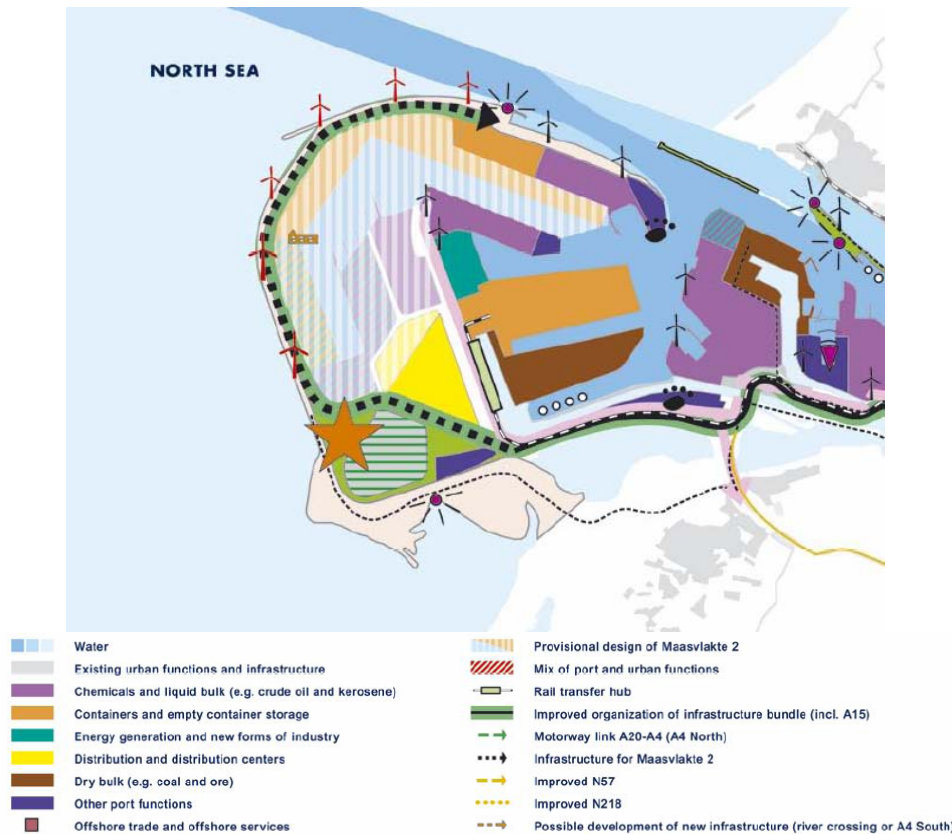 NORTH SEA
Water
Existing urban functions and infrastructure
Chemicals and liquid bulk (e.g. crude oil and kerosene)
Containers and empty container storage
Energy generation and new forms of industry
Distribution and distribution centers
Dry bulk (e.g. coal and ore)
Other port functions
Offshore trade and offshore services
Provisional design of Maasvlakte 2
Mix of port and urban functions
Rail transfer hub
Improved organization of infrastructure bundle (incl. A15)
Motorway link A20-A4 (A4 North)
Infrastructure for Maasvlakte 2
Improved N57
Improved N218
Possible development of new infrastructure (river crossing or A4 South)